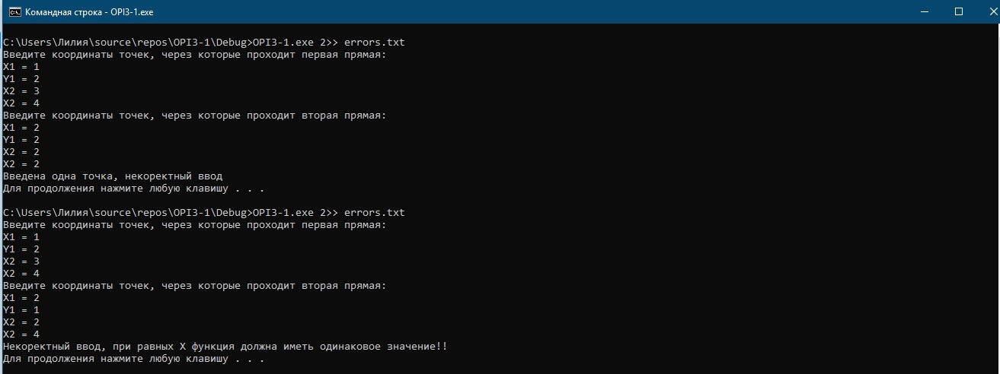 Командная строка - OPI3-1.exe
C:\Users\Лилия\source\repos\OPI3-1\Debug>OPI3-1.exe 2>> errors.txt
Введите координаты точек, через которые проходит первая прямая:
X1 = 1
Y1 = 2
X2 = 3
X2 = 4
Введите координаты точек, через которые проходит вторая прямая:
X1 = 2
Y1 = 2
X2 = 2
X2 = 2
Введена одна точка, некоректный ввод
Для продолжения нажмите любую клавишу . . .
C:\Users\Лилия\source\repos\OPI3-1\Debug>OPI3-1.exe 2>> errors.txt
Введите координаты точек, через которые проходит первая прямая:
X1 = 1
Y1 = 2
X2 = 3
X2 = 4
Введите координаты точек, через которые проходит вторая прямая:
X1 = 2
Y1 = 1
X2 = 2
X2 = 4
Некоректный ввод, при равных X функция должна иметь одинаковое значение!!
Для продолжения нажмите любую клавишу . . .